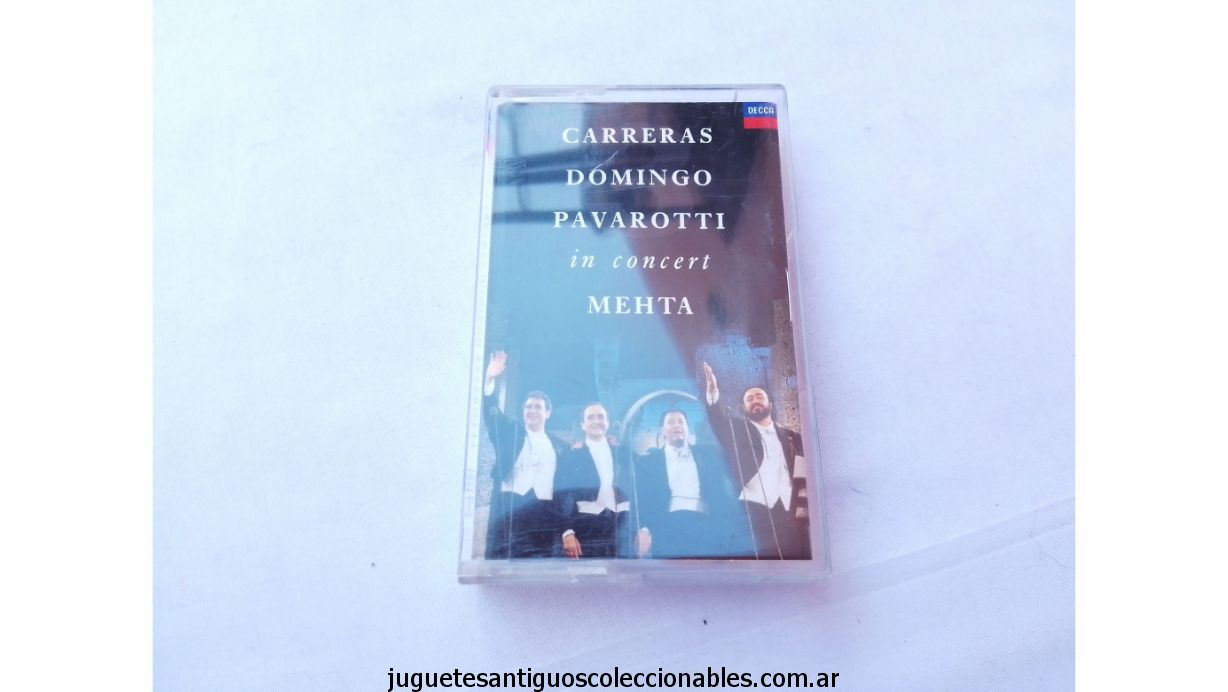 DECCA
CARRERAS
DOMINGO
PAVAROTTI
in concert
MEHTA
juguetesantiguoscoleccionables.com.ar